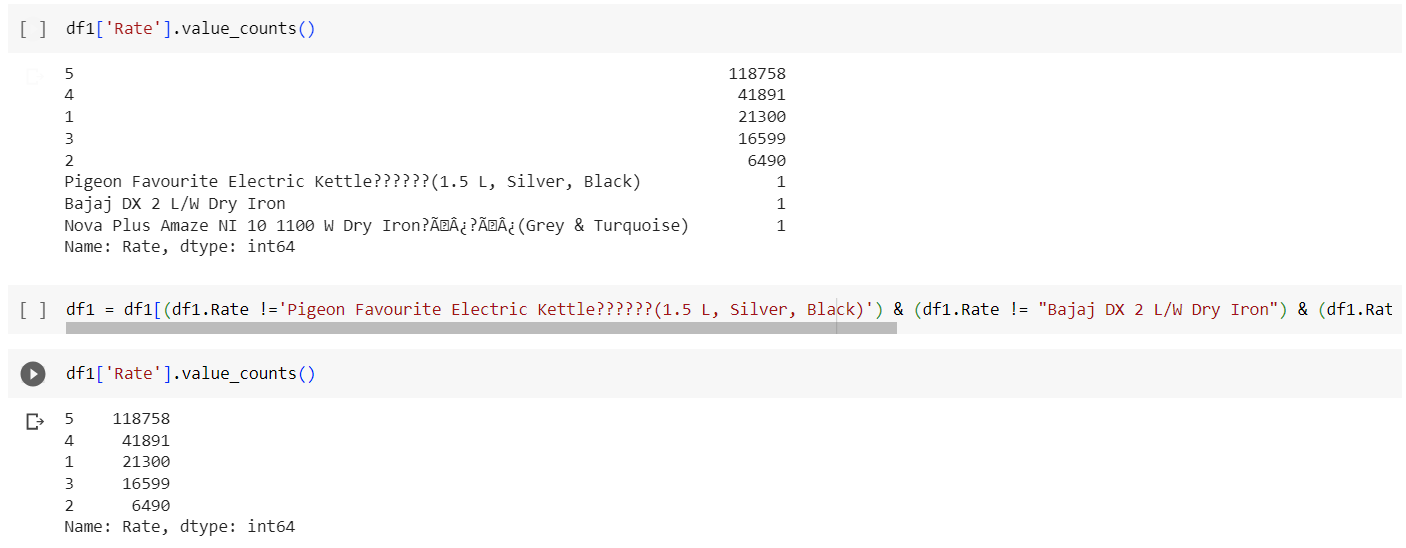 [ ] df1['Rate'].value_counts()
5 118758
4 41891
1 21300
3 16599
2 6490
Pigeon Favourite Electric Kettle??????(1.5 L, Silver, Black) 1
Bajaj DX 2 L/W Dry Iron 1
Nova Plus Amaze NI 10 1100 W Dry Iron?Ã⍰Â¿?Ã⍰Â¿(Grey & Turquoise) 1
Name: Rate, dtype: int64
[ ] df1 = df1[(df1.Rate !='Pigeon Favourite Electric Kettle??????(1.5 L, Silver, Black)') & (df1.Rate != "Bajaj DX 2 L/W Dry Iron") & (df1.Rat
df1['Rate'].value_counts()
5 118758
4 41891
1 21300
3 16599
2 6490
Name: Rate, dtype: int64